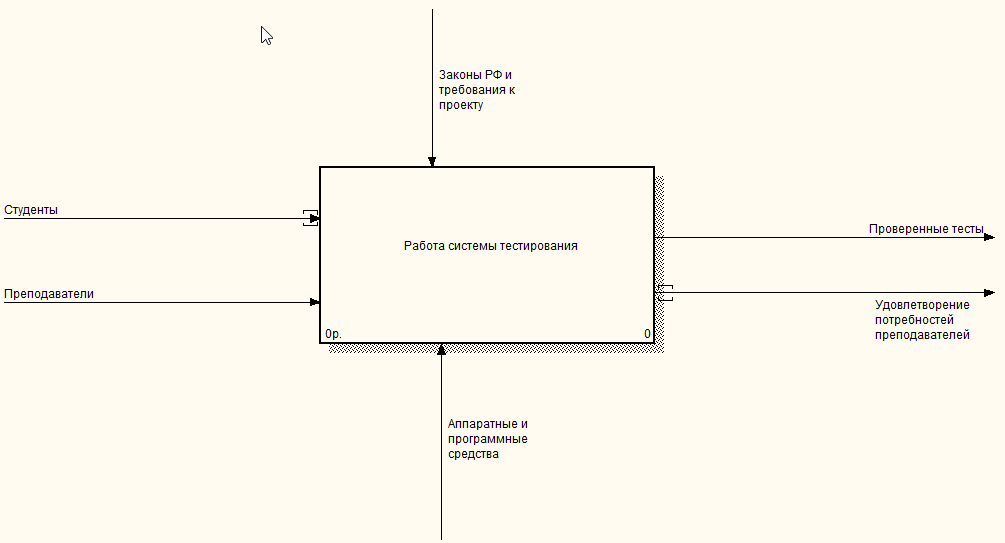 Законы РФ и
требования к
проекту
Студенты
Проверенные тесты
Работа системы тестирования
Преподаватели
Удовлетворение
потребностей
преподавателей
0р.
0
Аппаратные и
программные
средства